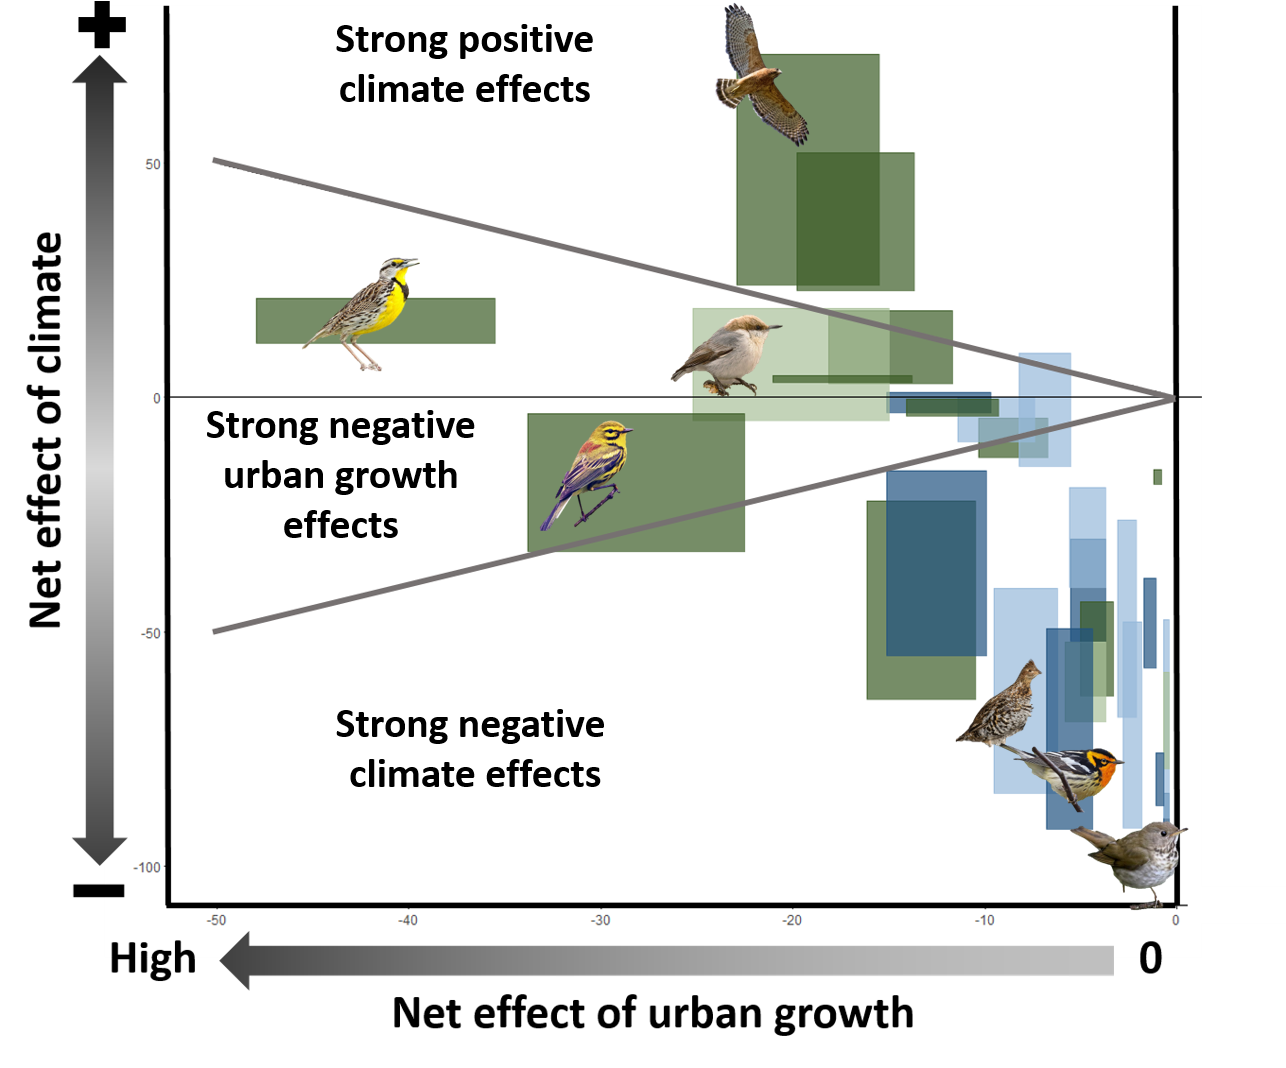 +
Strong positive
climate effects
50
Net effect of climate
0
Strong negative
urban growth
effects
-50
Strong negative
climate effects
-100
-50 -40 -30 -20 -10 0
High 0
Net effect of urban growth